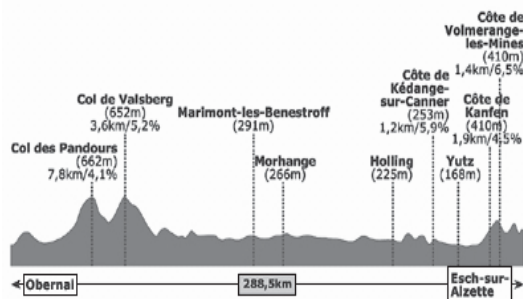 Col des Pandours
(662m)
7,8km/4,1%
Col de Valsberg
(652m)
3,6km/5,2%
Marimont-les-Benestroff
(291m)
Morhange
(266m)
Holling
(225m)
Côte de
Kédange-
sur-Canner
(253m)
1,2km/5,9%
Yutz
(168m)
Côte de
Kanfen
(410m)
1,9km/4,5%
Côte de
Volmerange-
les-Mines
(410m)
1,4km/6,5%
Obernai
288,5km
Esch-sur-
Alzette